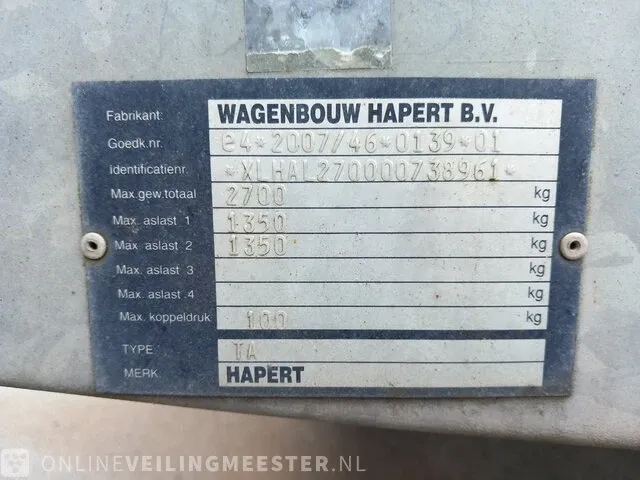 Fabrikant: WAGENBOUW HAPERT B.V.
Goedk.nr. e4*2007/46*0139*01
Identificatienr. *XLHAL270000738961*
Max.gew.totaal 2700 kg
Max. aslast 1 1350 kg
Max. aslast 2 1350 kg
Max. aslast 3 kg
Max. aslast .4 kg
Max. koppeldruk 100 kg
TYPE TA
MERK HAPERT
ONLINEVEILINGMEESTER.NL